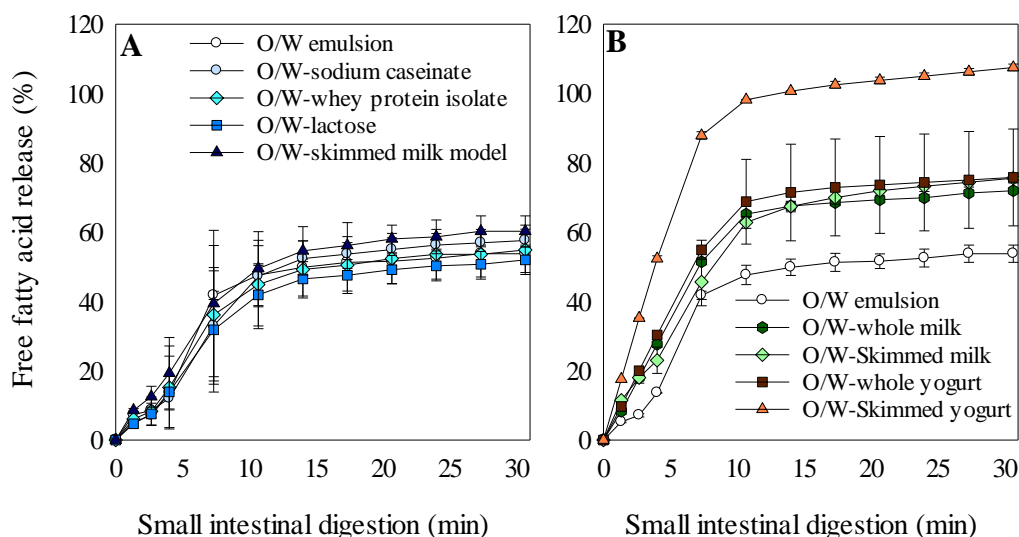 Free fatty acid release (%)
120
100
80
60
40
20
0
A
O/W emulsion
O/W-sodium caseinate
O/W-whey protein isolate
O/W-lactose
O/W-skimmed milk model
0 5 10 15 20 25 30
Small intestinal digestion (min)
120
100
80
60
40
20
0
B
O/W emulsion
O/W-whole milk
O/W-Skimmed milk
O/W-whole yogurt
O/W-Skimmed yogurt
0 5 10 15 20 25 30
Small intestinal digestion (min)